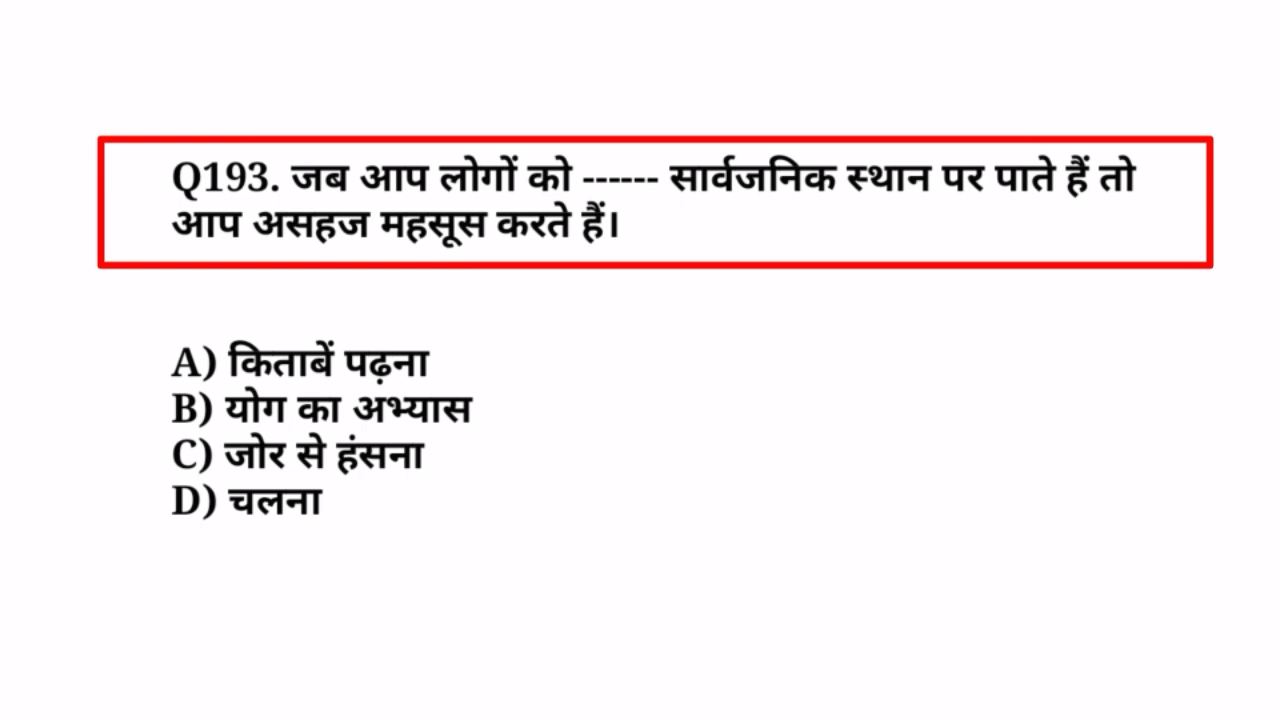 Q193. जब आप लोगों को ------ सार्वजनिक स्थान पर पाते हैं तो
आप असहज महसूस करते हैं।
A) किताबें पढ़ना
B) योग का अभ्यास
C) जोर से हंसना
D) चलना